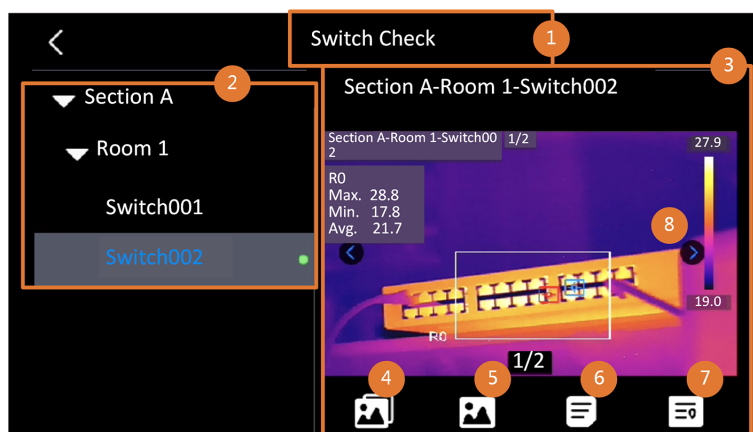 Switch Check
1
2
3
Section A
Room 1
Switch001
Switch002
Section A-Room 1-Switch002
Section A-Room 1-Switch00
2
1/2
27.9
R0
Max. 28.8
Min. 17.8
Avg. 21.7
8
19.0
R0
1/2
4
5
6
7